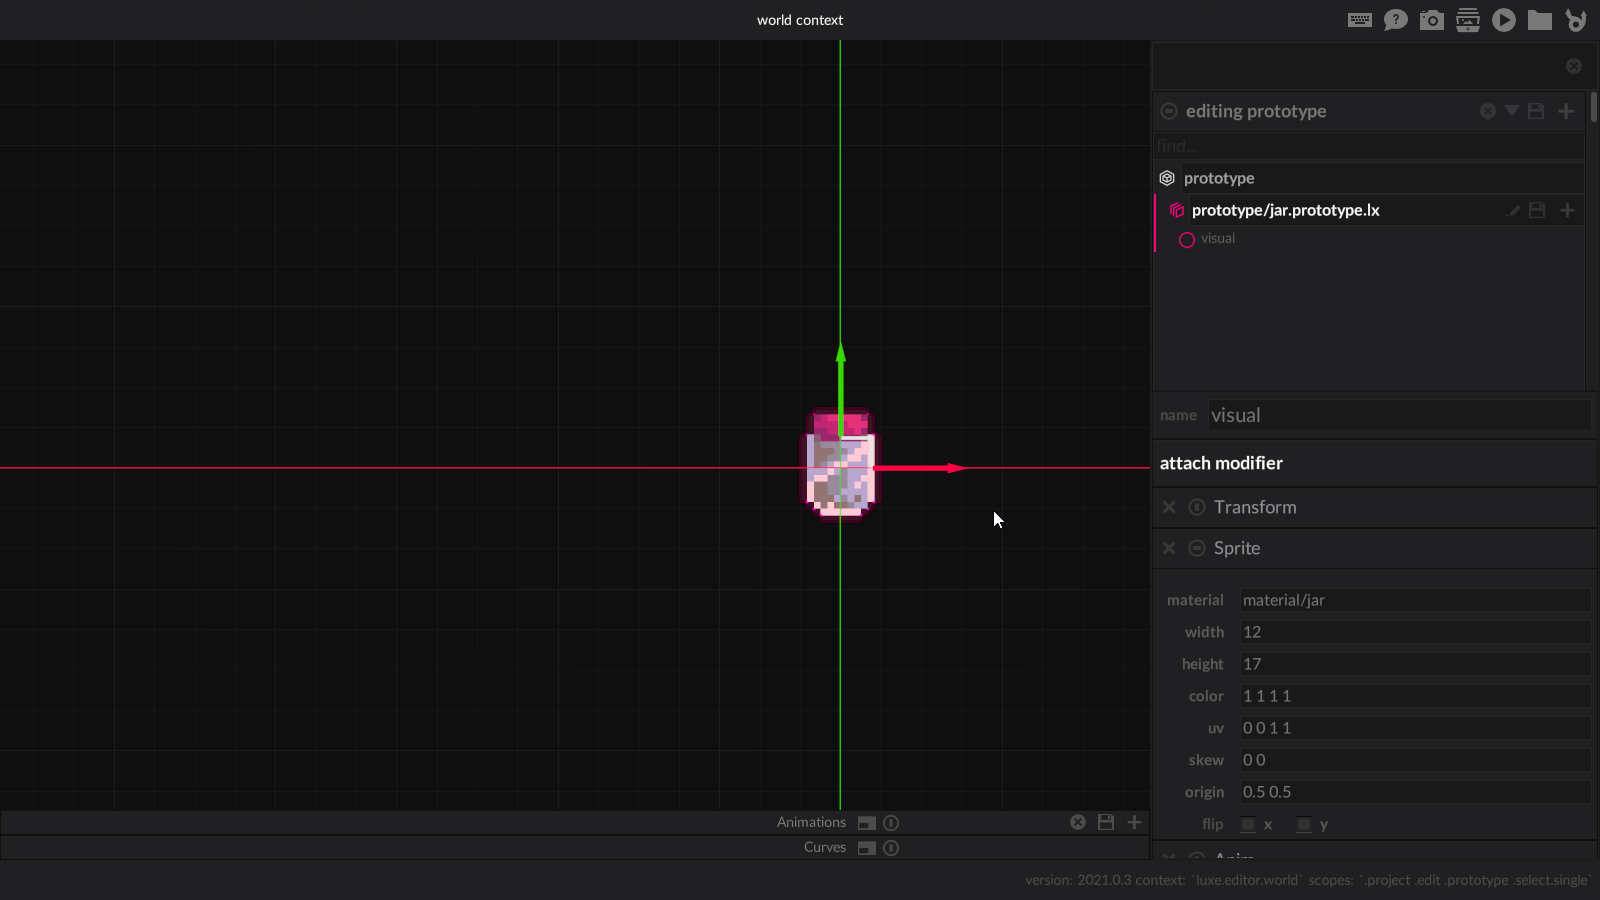 world context
editing prototype
find...
prototype
prototype/jar.prototype.lx
visual
name visual
attach modifier
Transform
Sprite
material material/jar
width 12
height 17
color 1 1 1 1
uv 0 0 1 1
skew 0 0
origin 0.5 0.5
flip x y
Anim
Animations
Curves
version: 2021.0.3 context: `luxe.editor.world` scopes: `.project .edit .prototype .select.single`